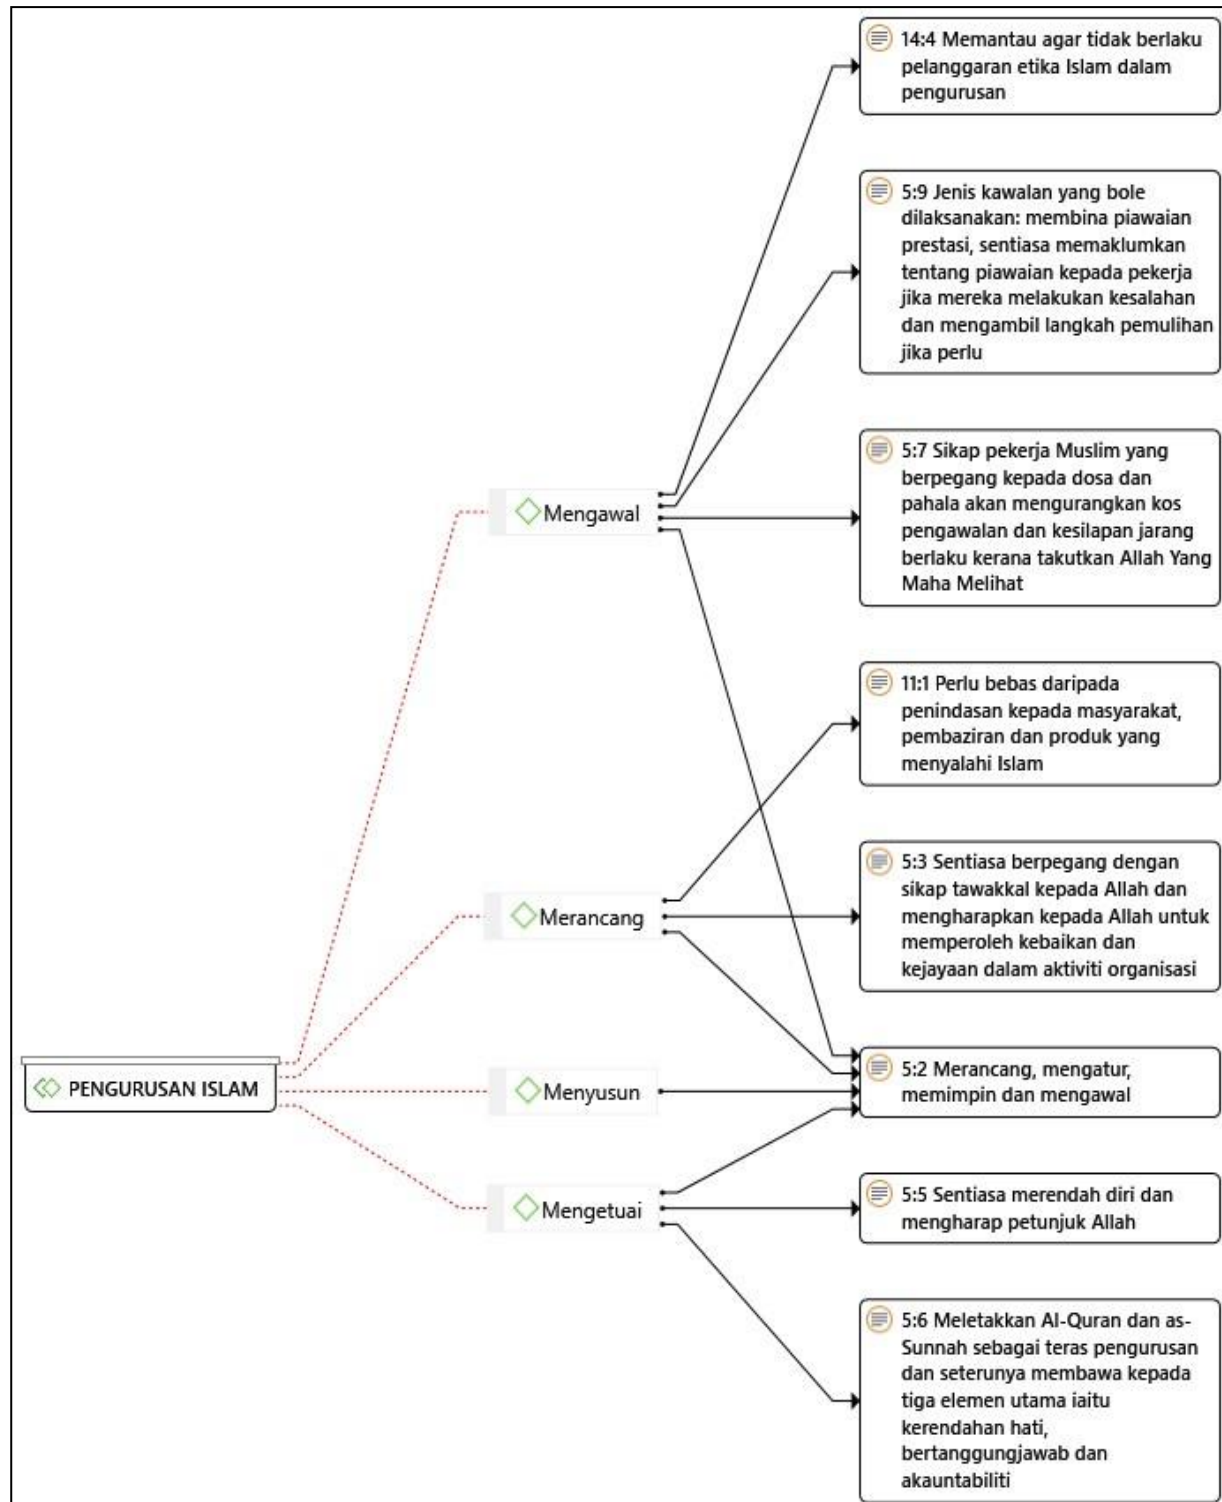 14:4 Memantau agar tidak berlaku
pelanggaran etika Islam dalam
pengurusan
5:9 Jenis kawalan yang bole
dilaksanakan: membina piawaian
prestasi, sentiasa memaklumkan
tentang piawaian kepada pekerja
jika mereka melakukan kesalahan
dan mengambil langkah pemulihan
jika perlu
5:7 Sikap pekerja Muslim yang
berpegang kepada dosa dan
pahala akan mengurangkan kos
pengawalan dan kesilapan jarang
berlaku kerana takutkan Allah Yang
Maha Melihat
Mengawal
11:1 Perlu bebas daripada
penindasan kepada masyarakat,
pembaziran dan produk yang
menyalahi Islam
5:3 Sentiasa berpegang dengan
sikap tawakkal kepada Allah dan
mengharapkan kepada Allah untuk
memperoleh kebaikan dan
kejayaan dalam aktiviti organisasi
Merancang
5:2 Merancang, mengatur,
memimpin dan mengawal
PENGURUSAN ISLAM
Menyusun
5:5 Sentiasa merendah diri dan
mengharap petunjuk Allah
Mengetuai
5:6 Meletakkan Al-Quran dan as-
Sunnah sebagai teras pengurusan
dan seterunya membawa kepada
tiga elemen utama iaitu
kerendahan hati,
bertanggungjawab dan
akauntabiliti